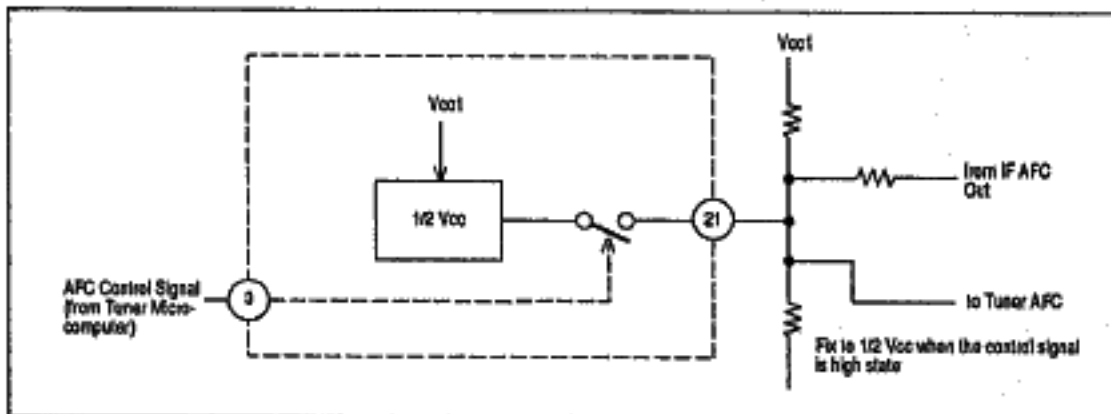 Vcc1
Vcc1
1/2 Vcc
21
from IF AFC
Out
AFC Control Signal
(from Tuner Micro-
computer)
3
to Tuner AFC
Fix to 1/2 Vcc when the control signal
is high state